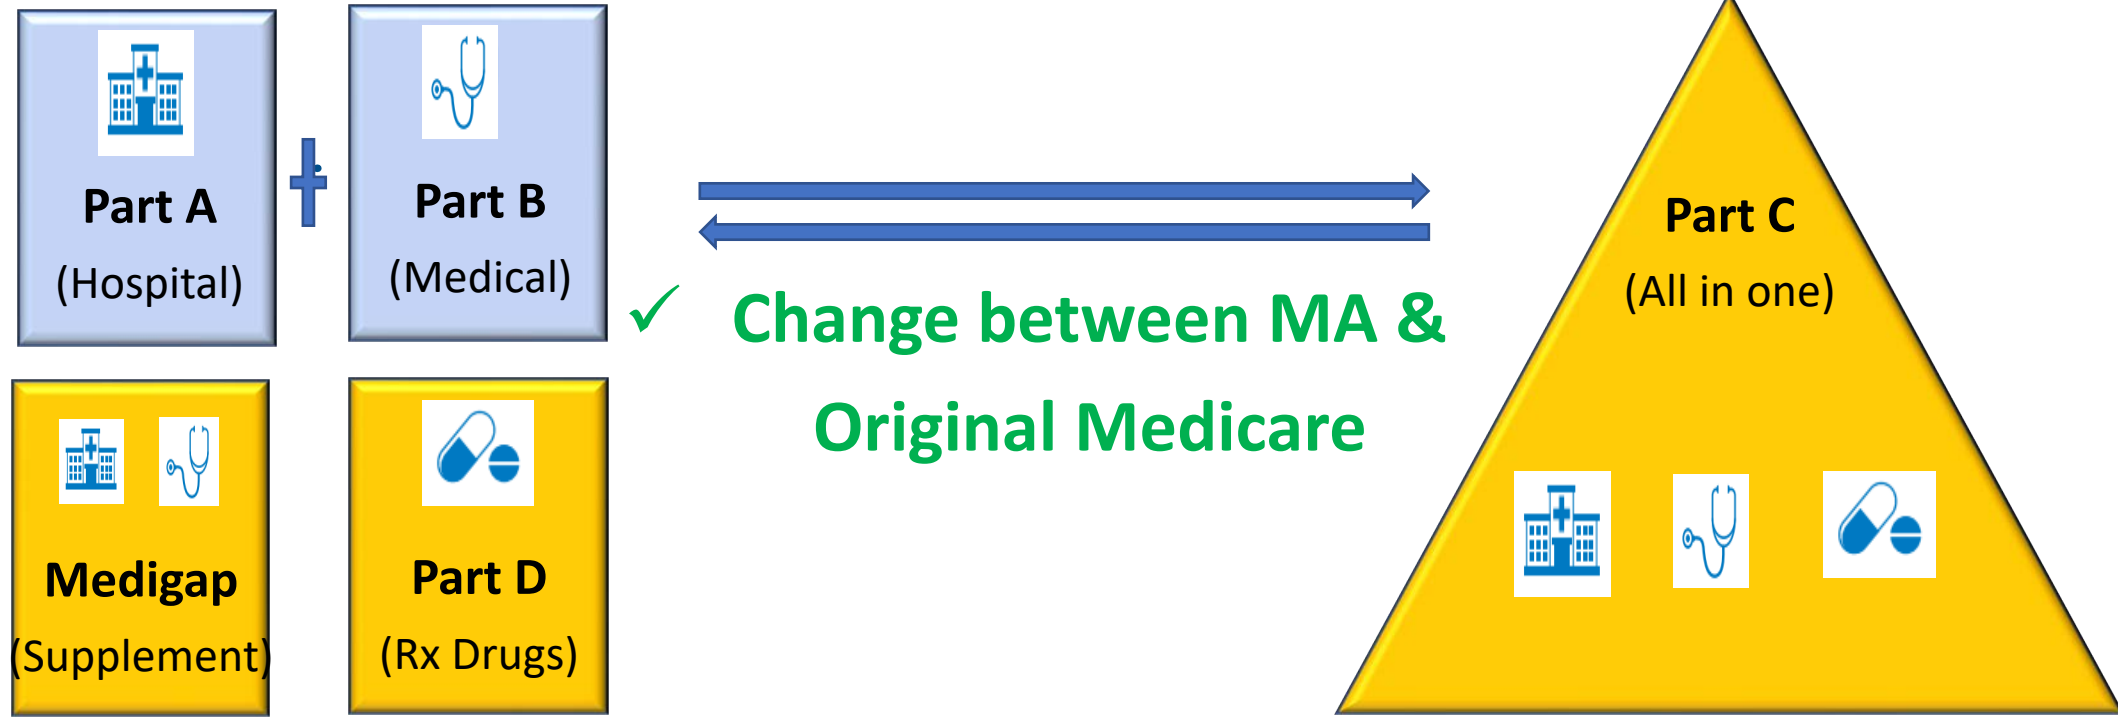 Part A
(Hospital)
Part B
(Medical)
Medigap
(Supplement)
Part D
(Rx Drugs)
✓ Change between MA &
Original Medicare
Part C
(All in one)